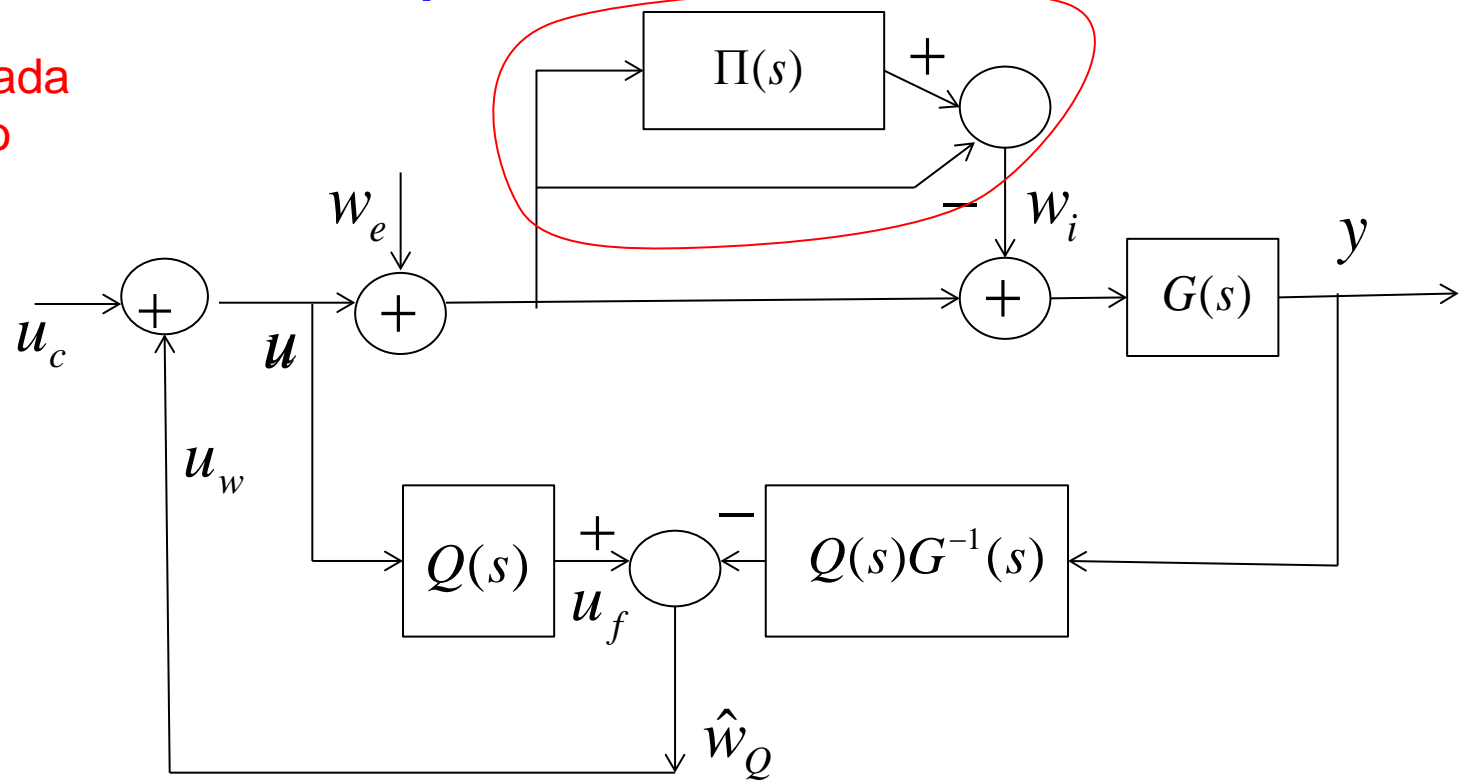 ada
o
Π(s)
+
−
w_e
w_i
y
+
+
+
G(s)
u_c
u
u_w
Q(s)
+
−
Q(s)G⁻¹(s)
u_f
ŵ_Q